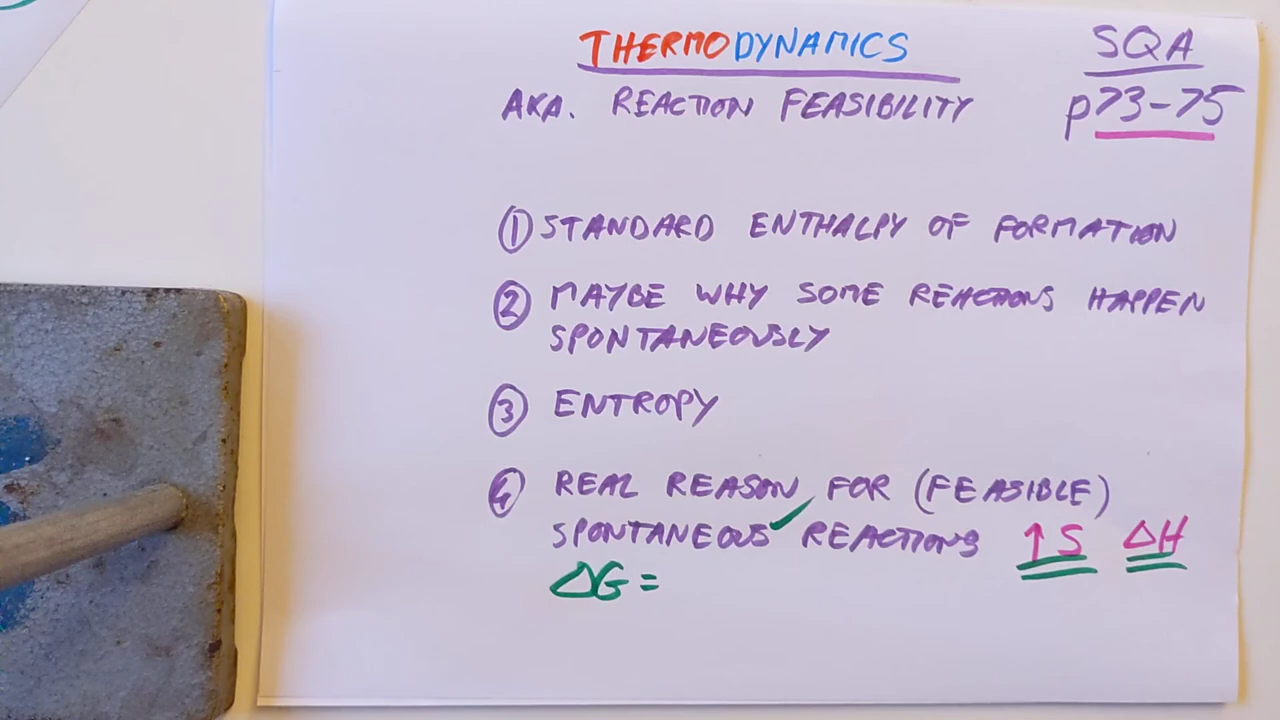 THERMODYNAMICS
SQA
AKA. REACTION FEASIBILITY
p73-75
① STANDARD ENTHALPY OF FORMATION
② MAYBE WHY SOME REACTIONS HAPPEN
SPONTANEOUSLY
③ ENTROPY
④ REAL REASON FOR (FEASIBLE)
SPONTANEOUS ✓ REACTIONS ↑S ΔH
ΔG =